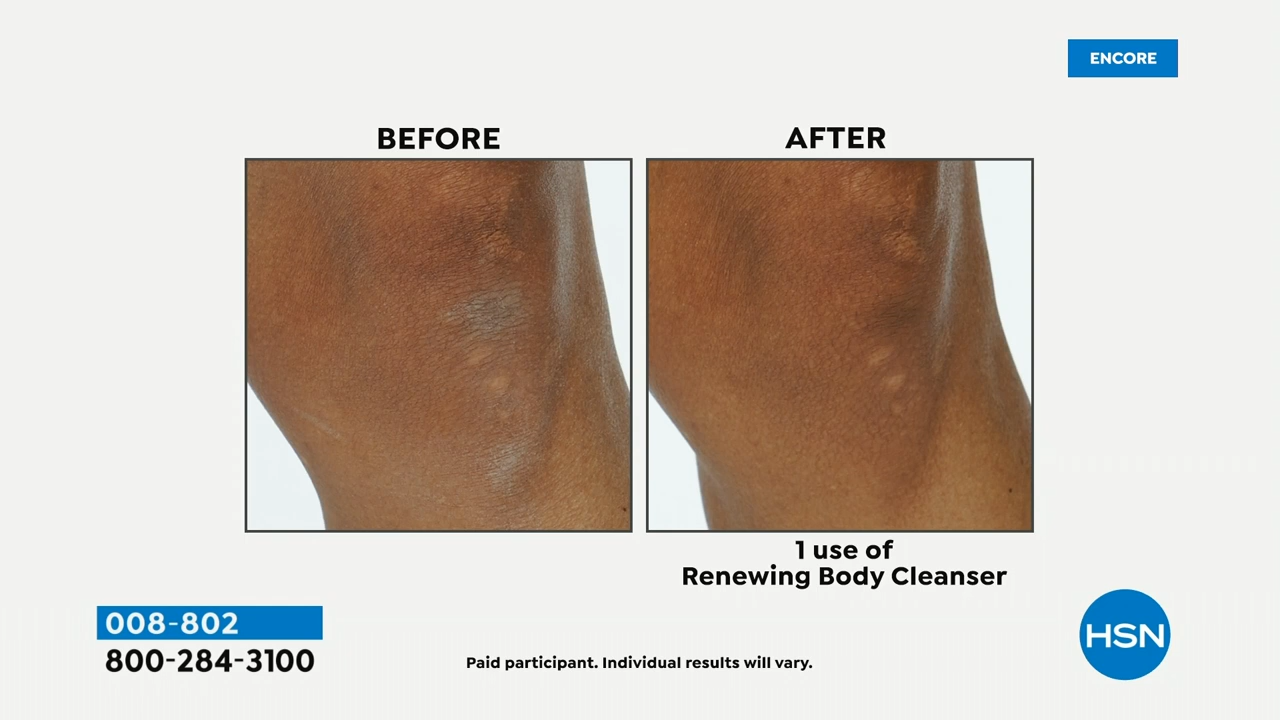 ENCORE
BEFORE
AFTER
1 use of
Renewing Body Cleanser
008-802
800-284-3100
Paid participant. Individual results will vary.
HSN